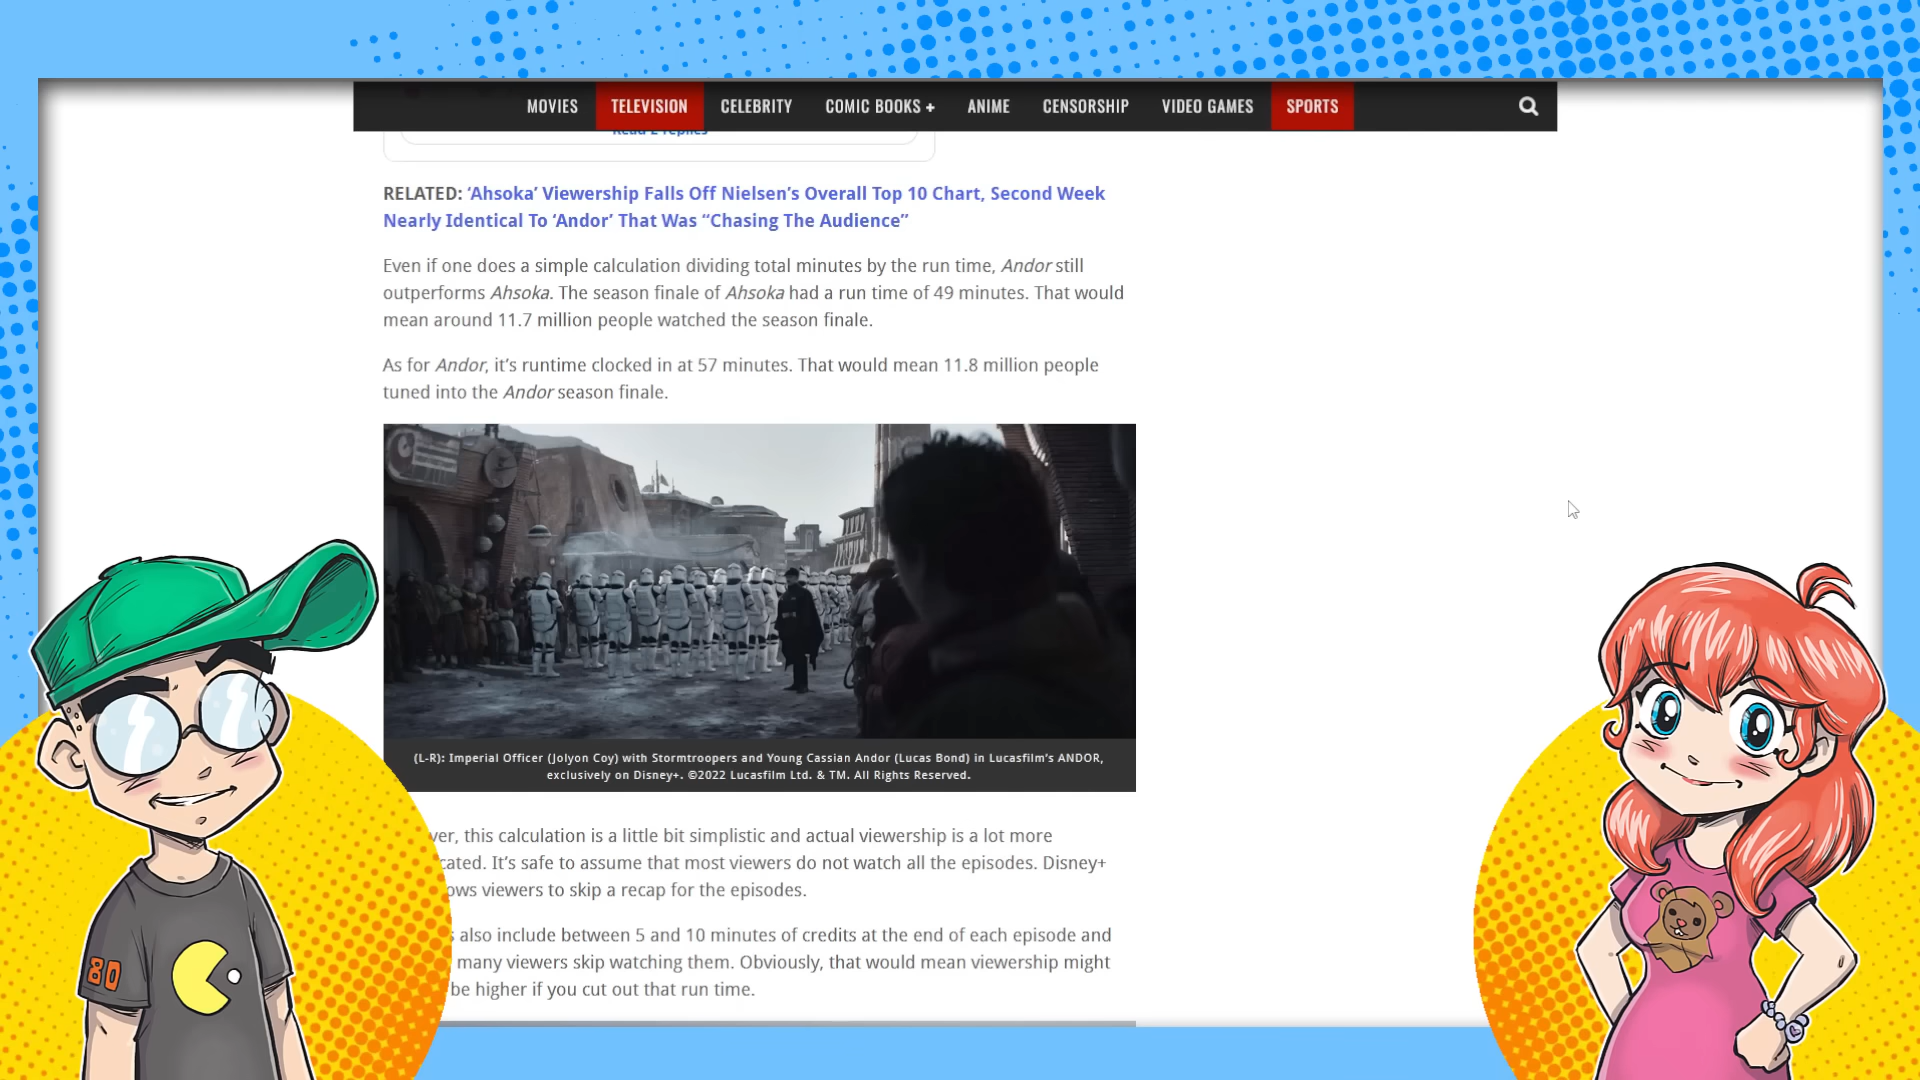 MOVIES TELEVISION CELEBRITY COMIC BOOKS + ANIME CENSORSHIP VIDEO GAMES SPORTS
Read 2 replies
RELATED: ‘Ahsoka’ Viewership Falls Off Nielsen’s Overall Top 10 Chart, Second Week
Nearly Identical To ‘Andor’ That Was “Chasing The Audience”
Even if one does a simple calculation dividing total minutes by the run time, Andor still
outperforms Ahsoka. The season finale of Ahsoka had a run time of 49 minutes. That would
mean around 11.7 million people watched the season finale.
As for Andor, it’s runtime clocked in at 57 minutes. That would mean 11.8 million people
tuned into the Andor season finale.
(L-R): Imperial Officer (Jolyon Coy) with Stormtroopers and Young Cassian Andor (Lucas Bond) in Lucasfilm’s ANDOR,
exclusively on Disney+. ©2022 Lucasfilm Ltd. & TM. All Rights Reserved.
ver, this calculation is a little bit simplistic and actual viewership is a lot more
cated. It’s safe to assume that most viewers do not watch all the episodes. Disney+
ows viewers to skip a recap for the episodes.
s also include between 5 and 10 minutes of credits at the end of each episode and
many viewers skip watching them. Obviously, that would mean viewership might
be higher if you cut out that run time.
80